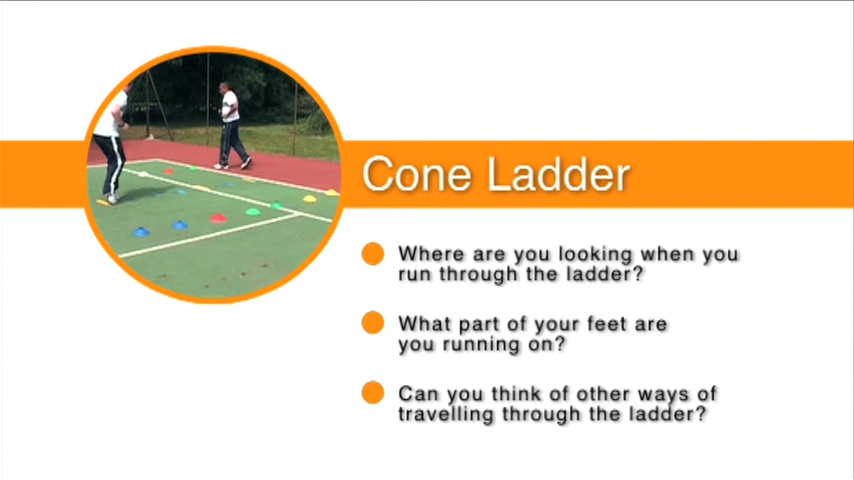 Cone Ladder
Where are you looking when you
run through the ladder?
What part of your feet are
you running on?
Can you think of other ways of
travelling through the ladder?